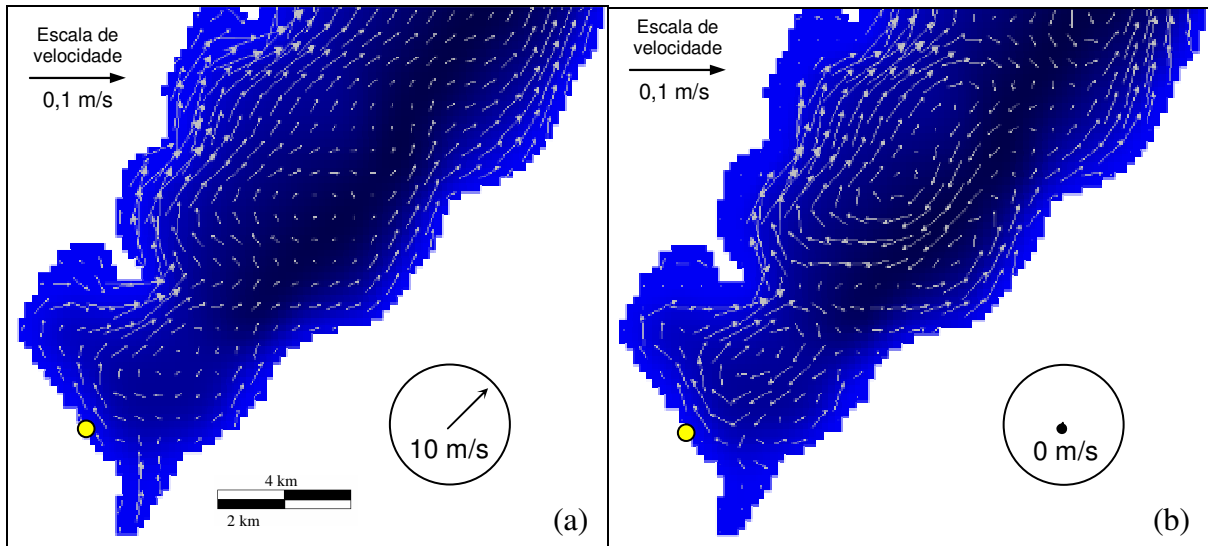 Escala de
velocidade
0,1 m/s
10 m/s
4 km
2 km
(a)
Escala de
velocidade
0,1 m/s
0 m/s
(b)